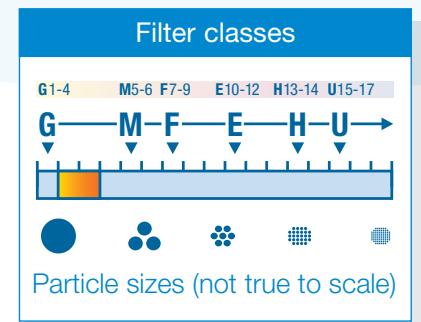 Filter classes
G1-4 M5-6 F7-9 E10-12 H13-14 U15-17
G M F E H U
Particle sizes (not true to scale)